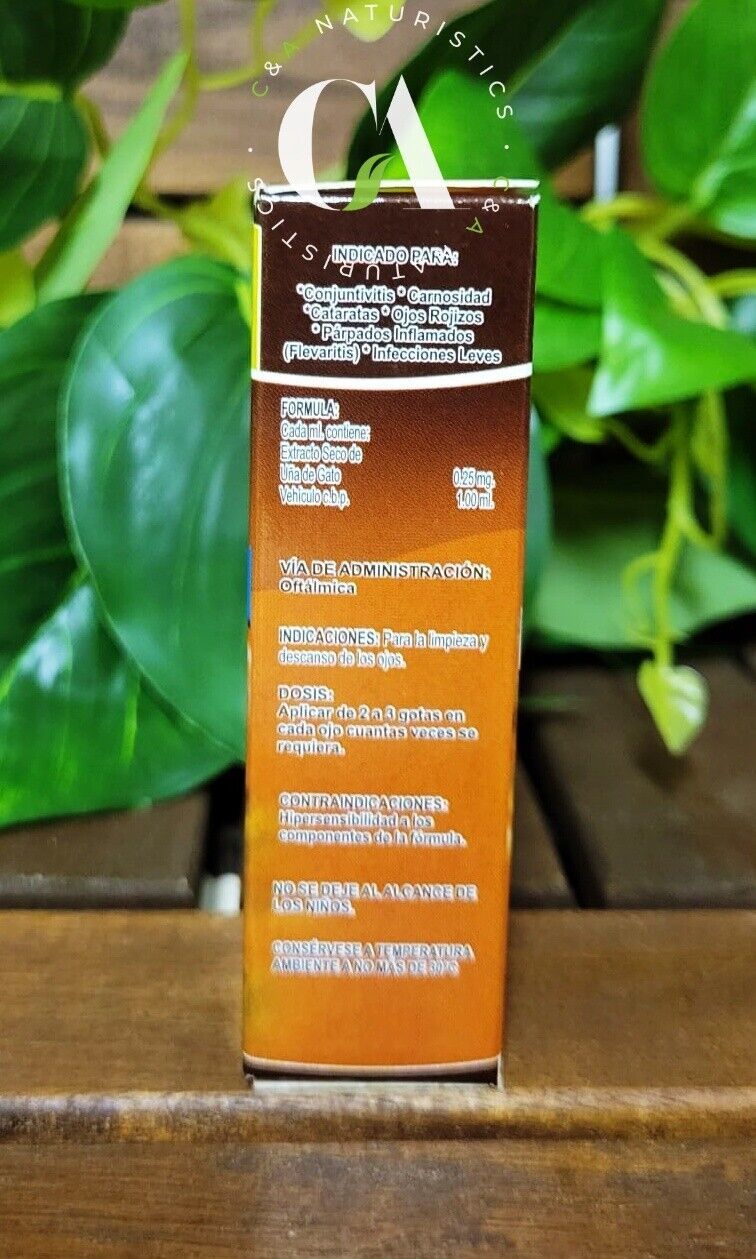 C&A NATURISTICS · C&A NATURISTICS ·
CA
INDICADO PARA:
*Conjuntivitis * Carnosidad
*Cataratas * Ojos Rojizos
* Párpados Inflamados
(Flevaritis) * Infecciones Leves
FORMULA:
Cada ml. contiene:
Extracto Seco de
Uña de Gato 0.25 mg.
Vehículo c.b.p. 1.00 ml.
VÍA DE ADMINISTRACIÓN:
Oftálmica
INDICACIONES: Para la limpieza y
descanso de los ojos.
DOSIS:
Aplicar de 2 a 3 gotas en
cada ojo cuantas veces se
requiera.
CONTRAINDICACIONES:
Hipersensibilidad a los
componentes de la fórmula.
NO SE DEJE AL ALCANCE DE
LOS NIÑOS.
CONSÉRVESE A TEMPERATURA
AMBIENTE A NO MAS DE 30°C